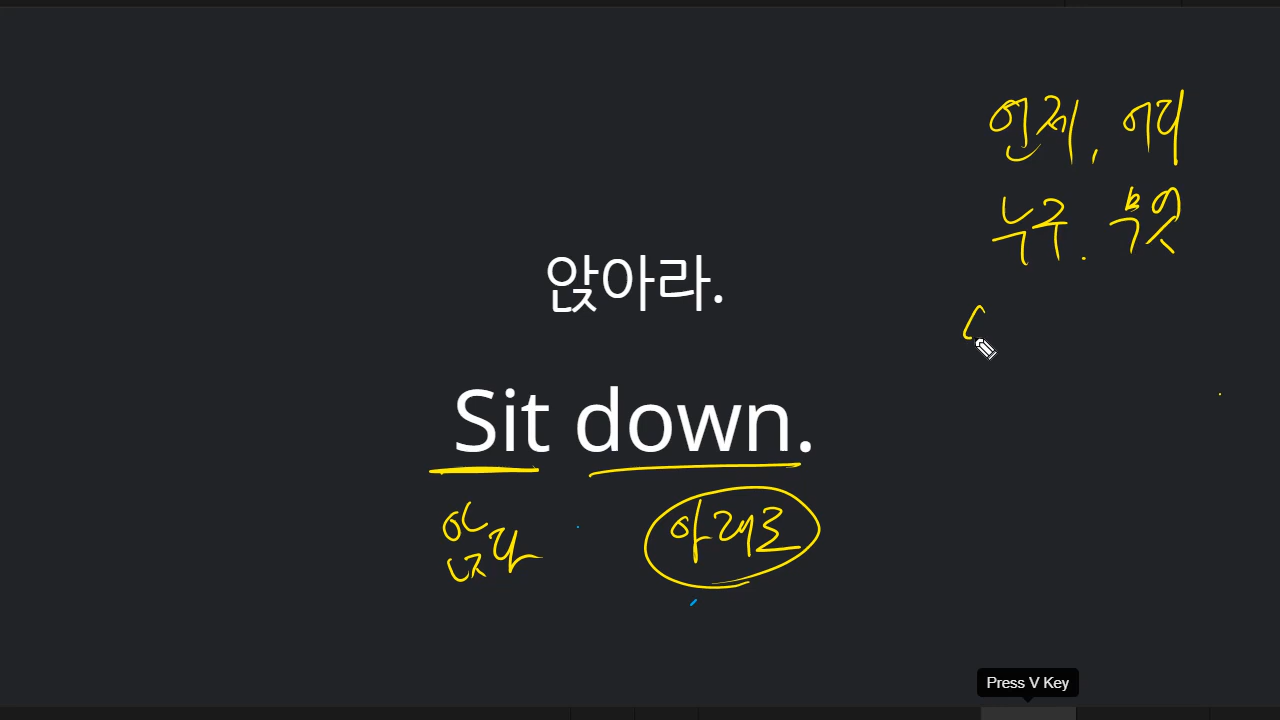 언제, 어디
누구. 무엇
앉아라.
Sit down.
앉다 아래로
Press V Key